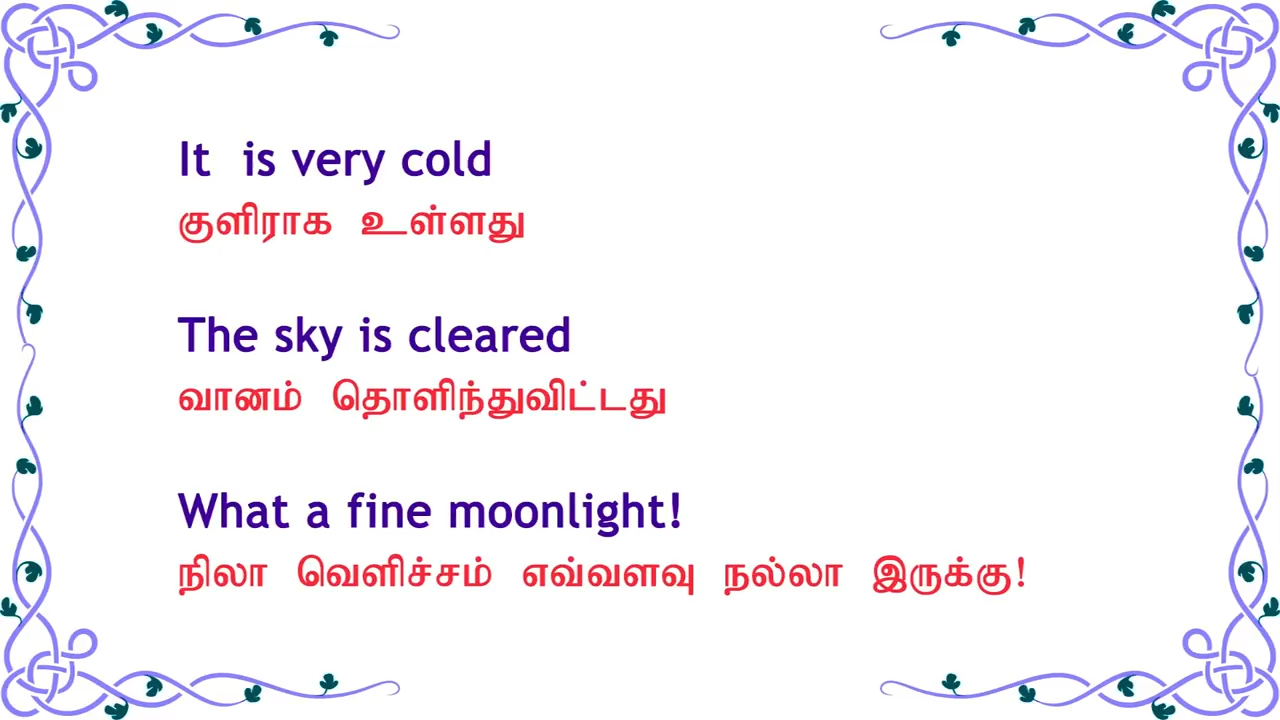 It is very cold
குளிராக உள்ளது
The sky is cleared
வானம் தொளிந்துவிட்டது
What a fine moonlight!
நிலா வெளிச்சம் எவ்வளவு நல்லா இருக்கு!